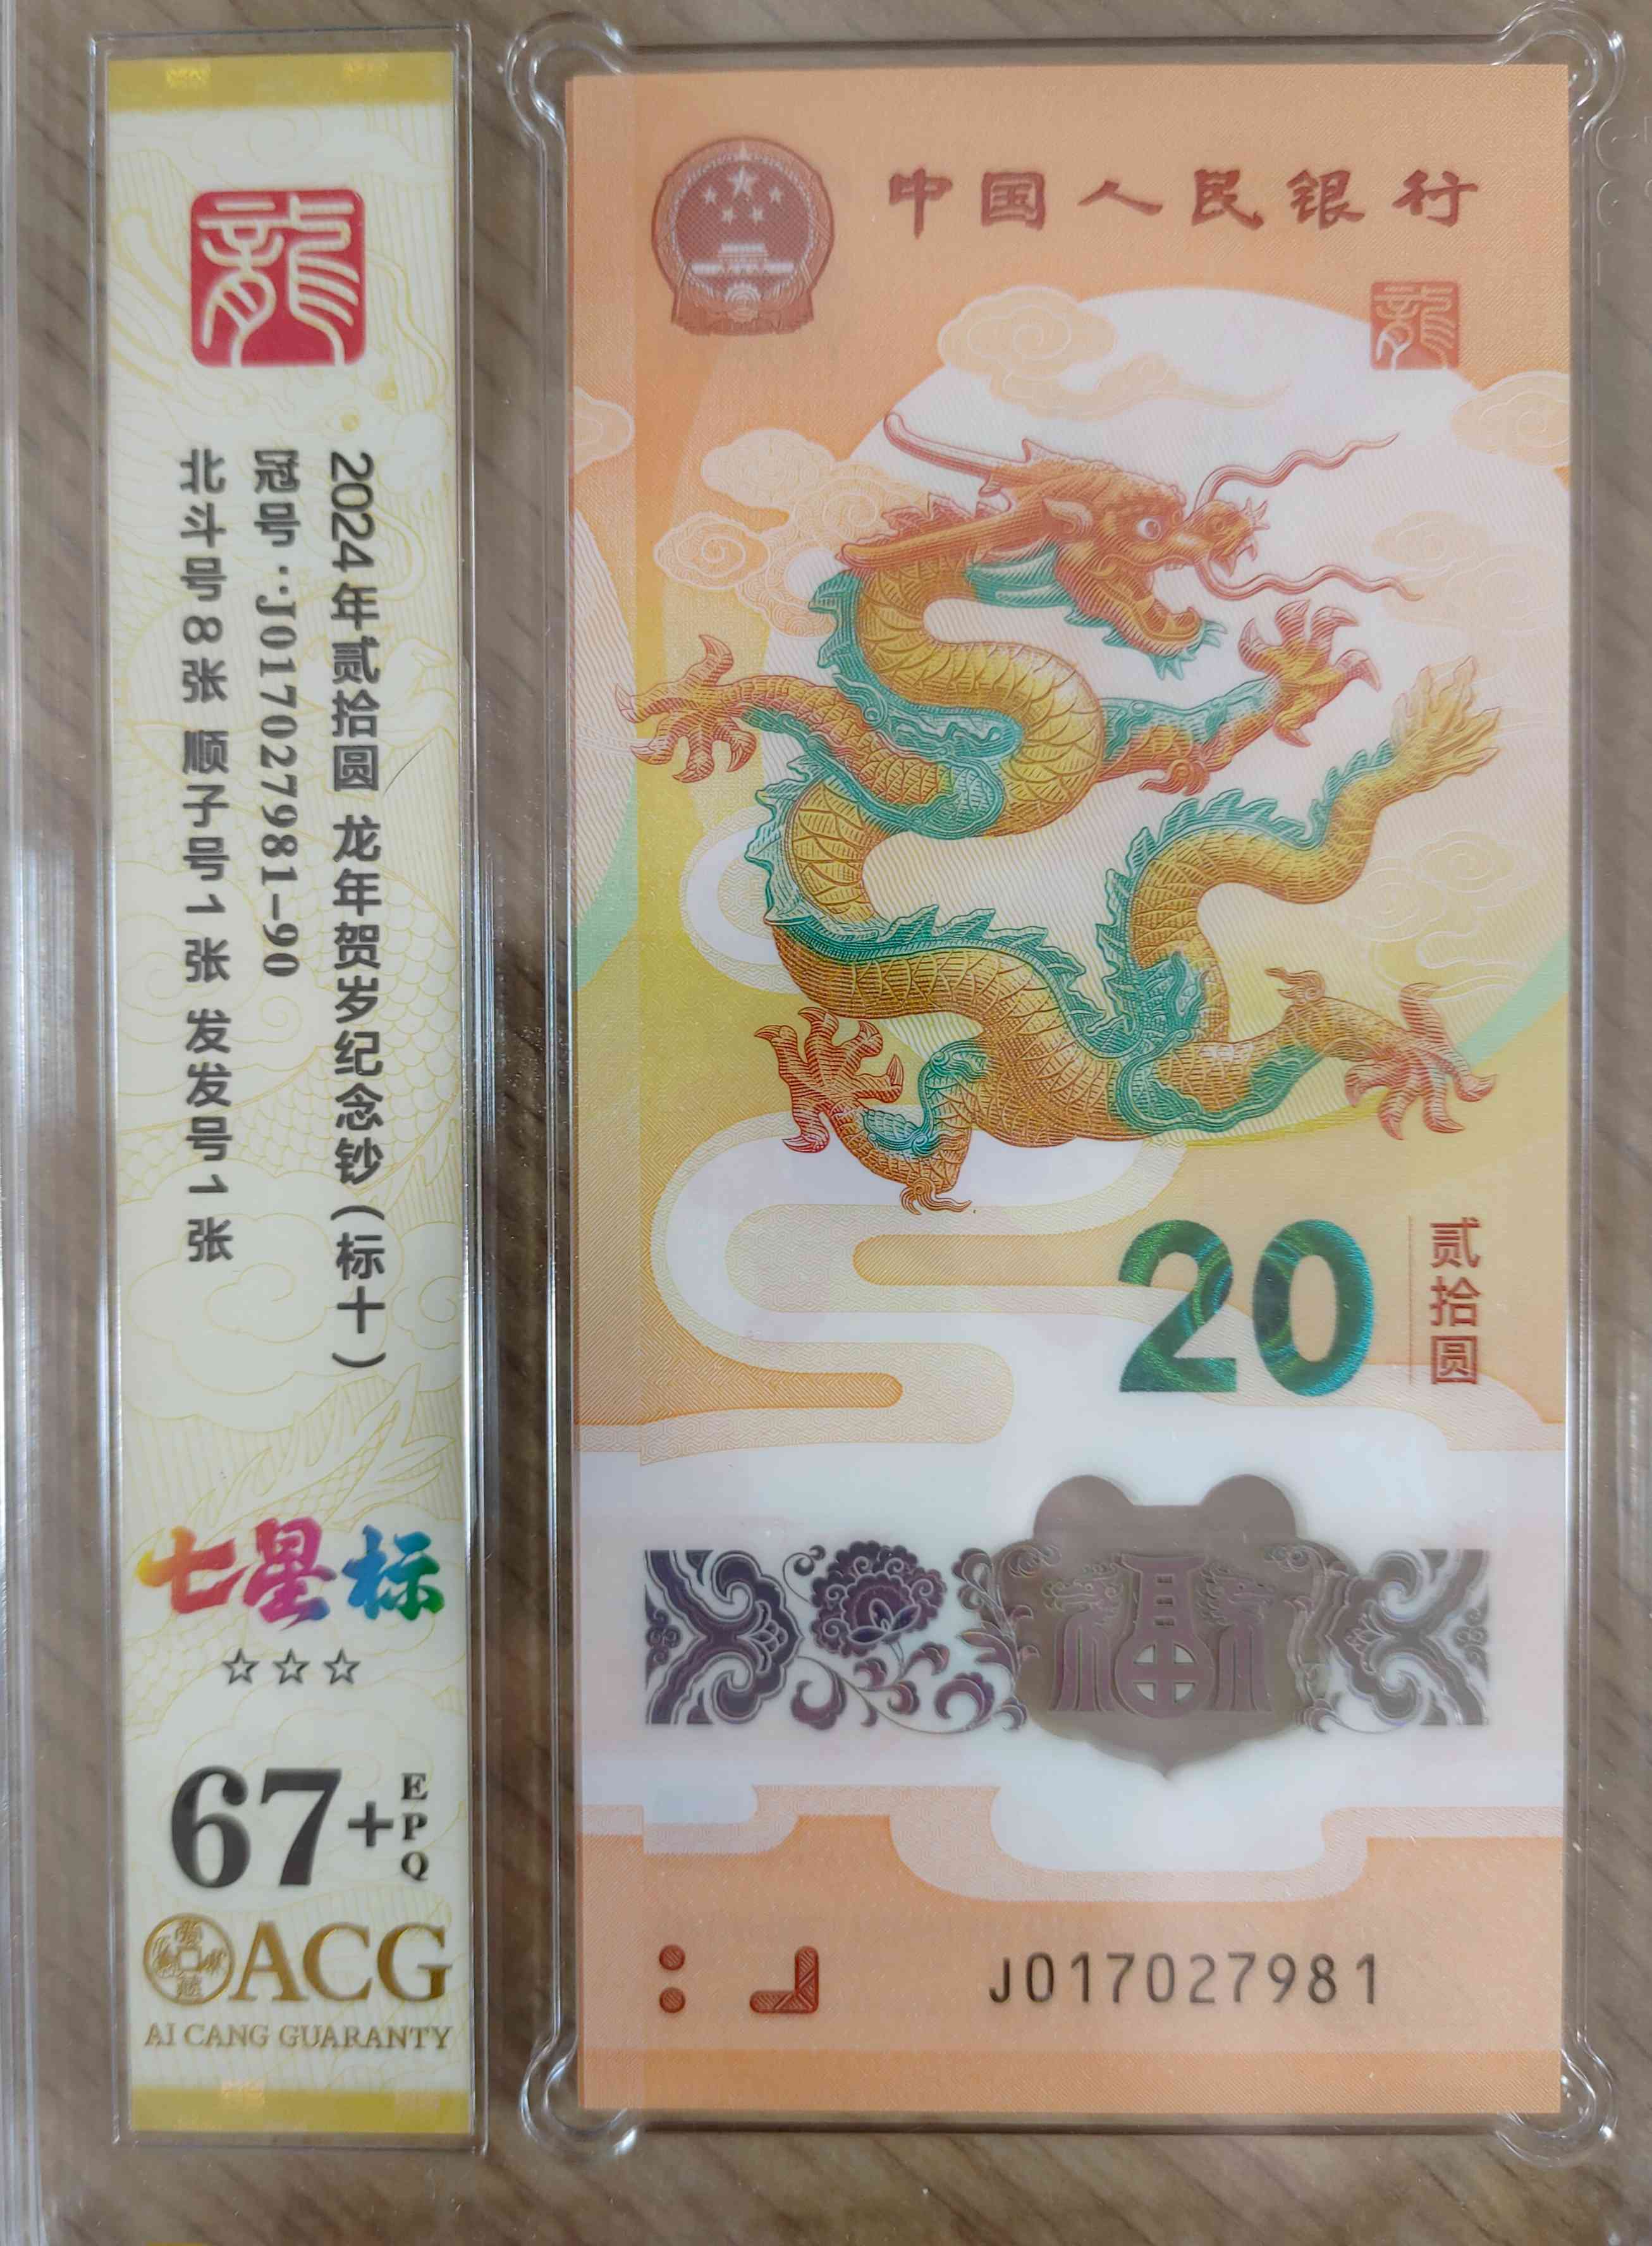 龍
2024年贰拾圆 龙年贺岁纪念钞(标十)
冠号:J017027981-90
北斗号8张 顺子号1张 发发号1张
七星标
☆☆☆
67+EPQ
ACG
AI CANG GUARANTY
中国人民银行
龍
20
贰拾圆
福
J017027981